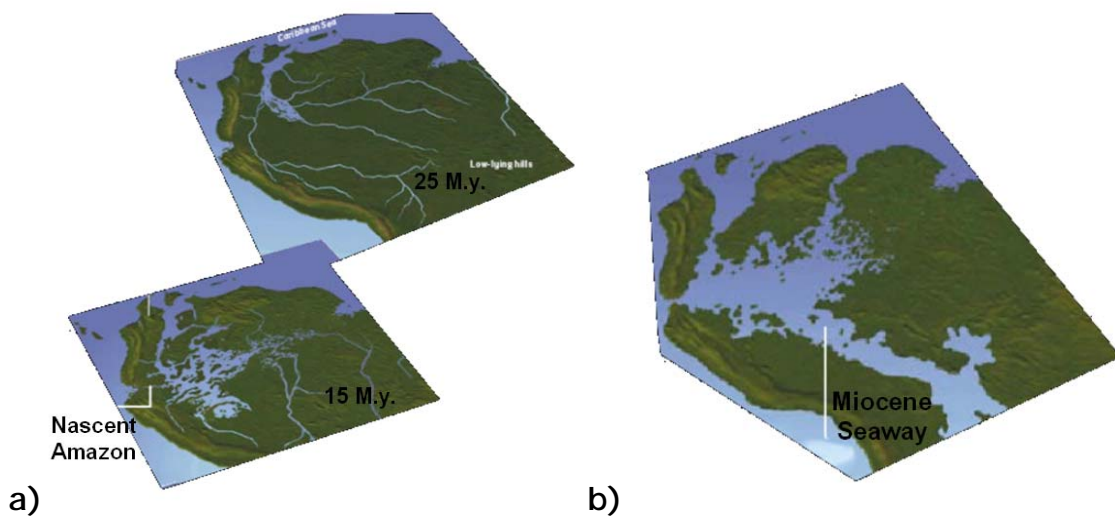 Caribbean Sea
Low-lying hills
25 M.y.
15 M.y.
Nascent
Amazon
Miocene
Seaway
a)
b)